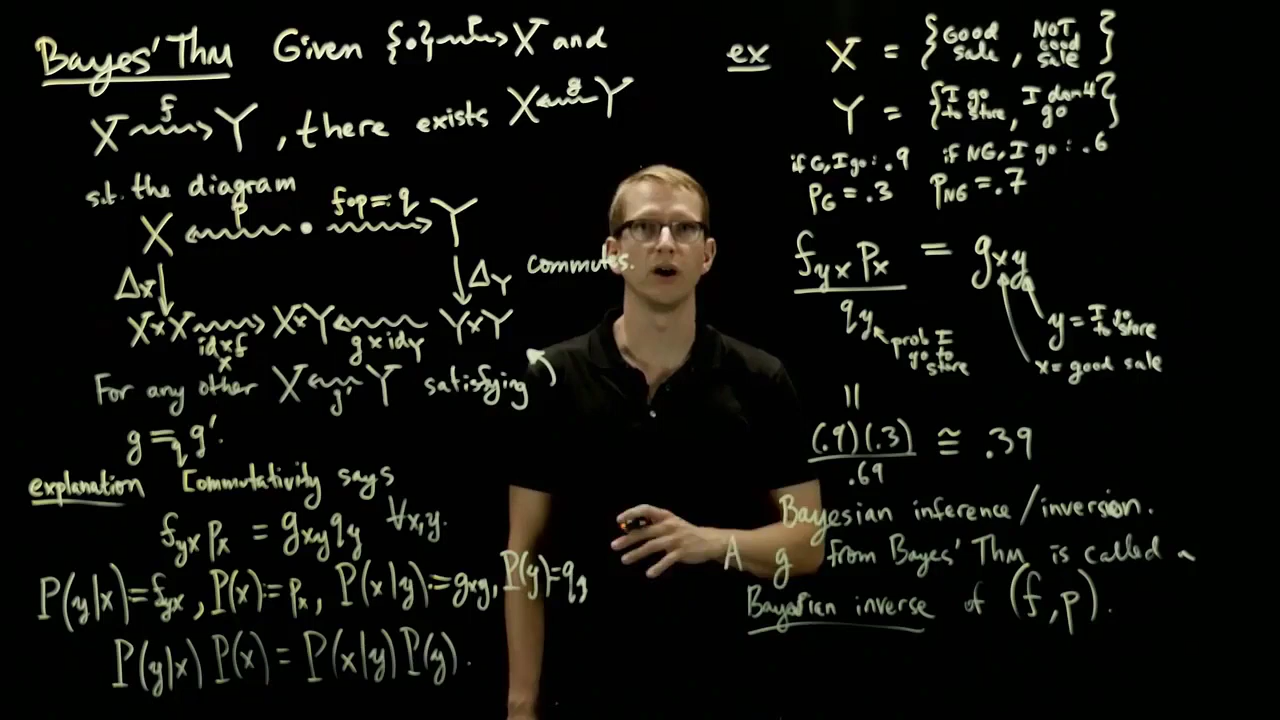 Bayes' Thm Given {•} ⇝ X and
p
f
X ⇝ Y, there exists X ⇜ Y
g
s.t. the diagram
p
f∘p=:q
X ⇜ • ⇝ Y
Δx
ΔY
commutes.
X×X ⇝ X×Y ⇜ Y×Y
idx×f
g×idY
For any other X ⇜ Y satisfying
g'
g =q g'.
explanation Commutativity says
fyx px = gxy qy ∀x,y.
P(y|x):=fyx, P(x):=px, P(x|y):=gxy, P(y):=qy
P(y|x) P(x) = P(x|y) P(y).
ex X = {Good sale, NOT good sale}
Y = {I go to store, I don't go}
if G, I go: .9 if NG, I go: .6
pG = .3 pNG = .7
fyx px / qy = gxy
prob I go to store
y = I go to store
x = good sale
=
(.9)(.3) / .69 ≅ .39
Bayesian inference/inversion.
A g from Bayes' Thm is called a
Bayesian inverse of (f,p).